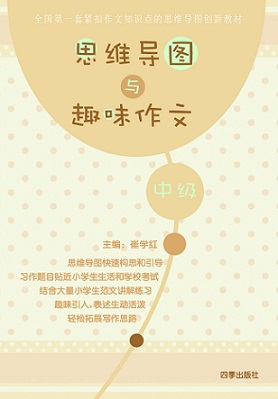 全国第一套紧扣作文知识点的思维导图创新教材
思维导图
与
趣味作文
中级
主编:崔学红
思维导图快速构思和引导
习作题目贴近小学生生活和学校考试
结合大量小学生范文讲解练习
趣味引人,表述生动活泼
轻松拓展写作思路
四季出版社